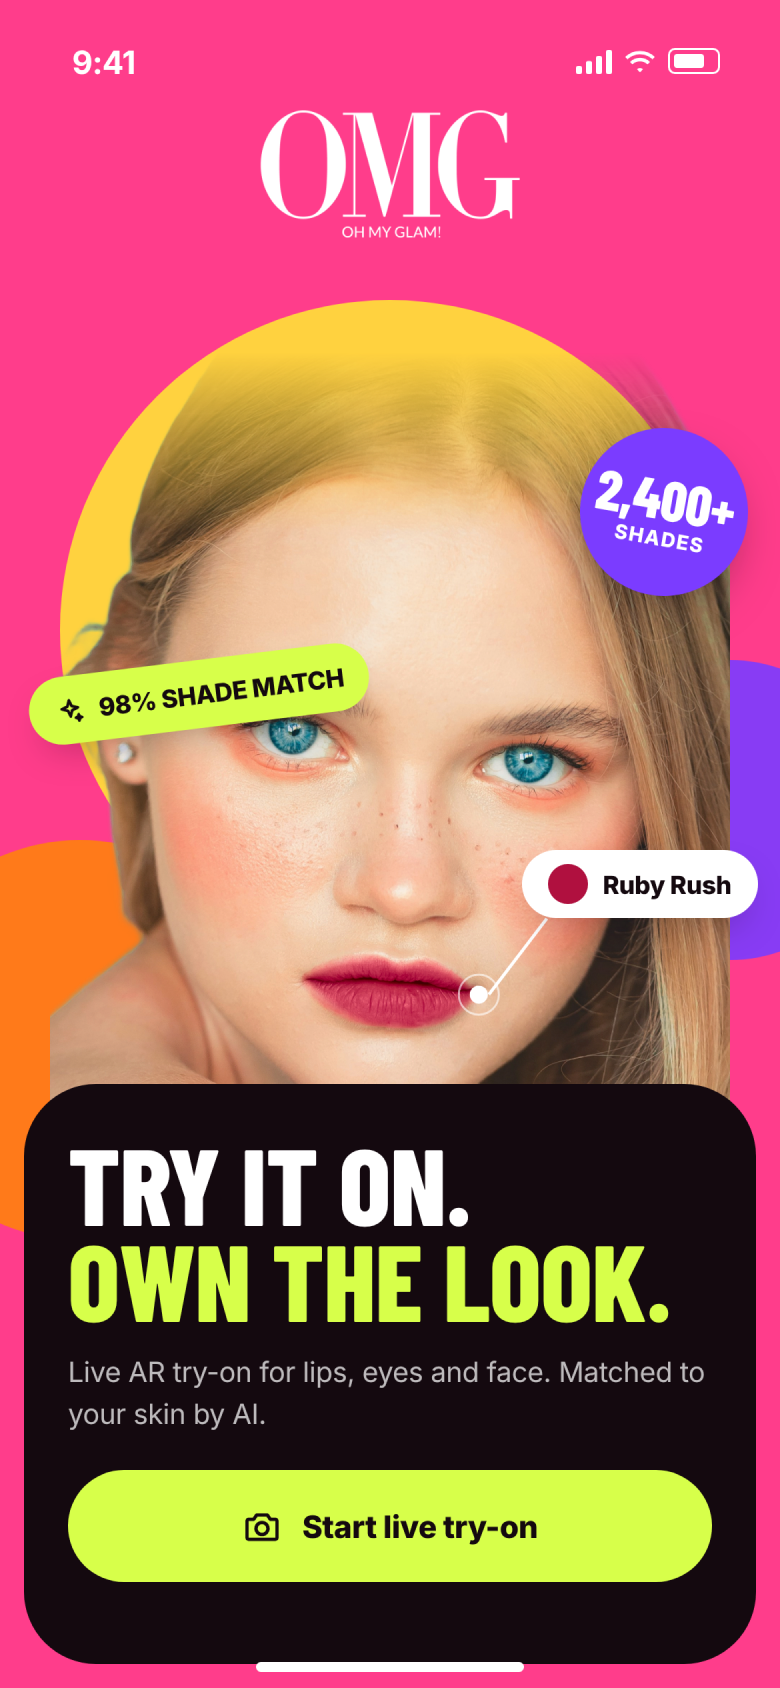 9:41
OMG
OH MY GLAM!
2,400+
SHADES
98% SHADE MATCH
Ruby Rush
TRY IT ON.
OWN THE LOOK.
Live AR try-on for lips, eyes and face. Matched to
your skin by AI.
Start live try-on